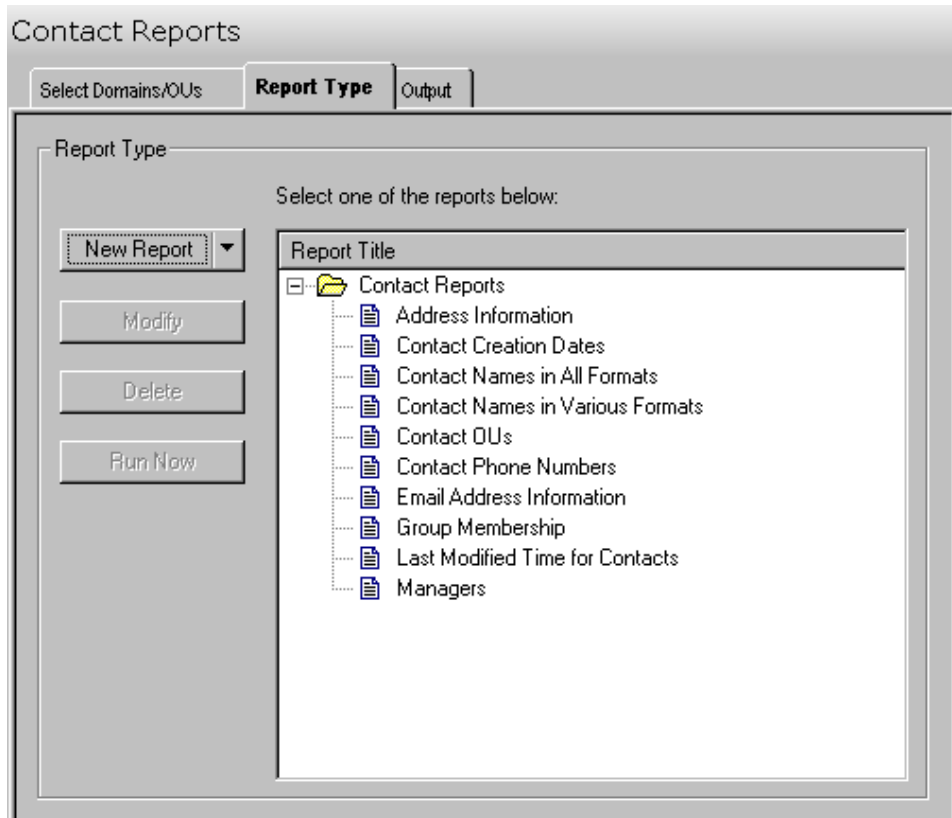 Contact Reports
Select Domains/OUs Report Type Output
Report Type
Select one of the reports below:
New Report
Modify
Delete
Run Now
Report Title
Contact Reports
Address Information
Contact Creation Dates
Contact Names in All Formats
Contact Names in Various Formats
Contact OUs
Contact Phone Numbers
Email Address Information
Group Membership
Last Modified Time for Contacts
Managers